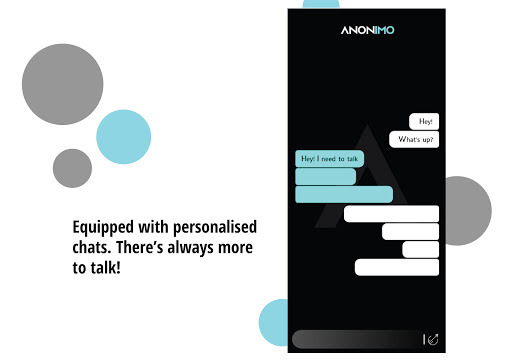 ANONIMO
Hey!
What's up?
Hey! I need to talk
Equipped with personalised
chats. There's always more
to talk!